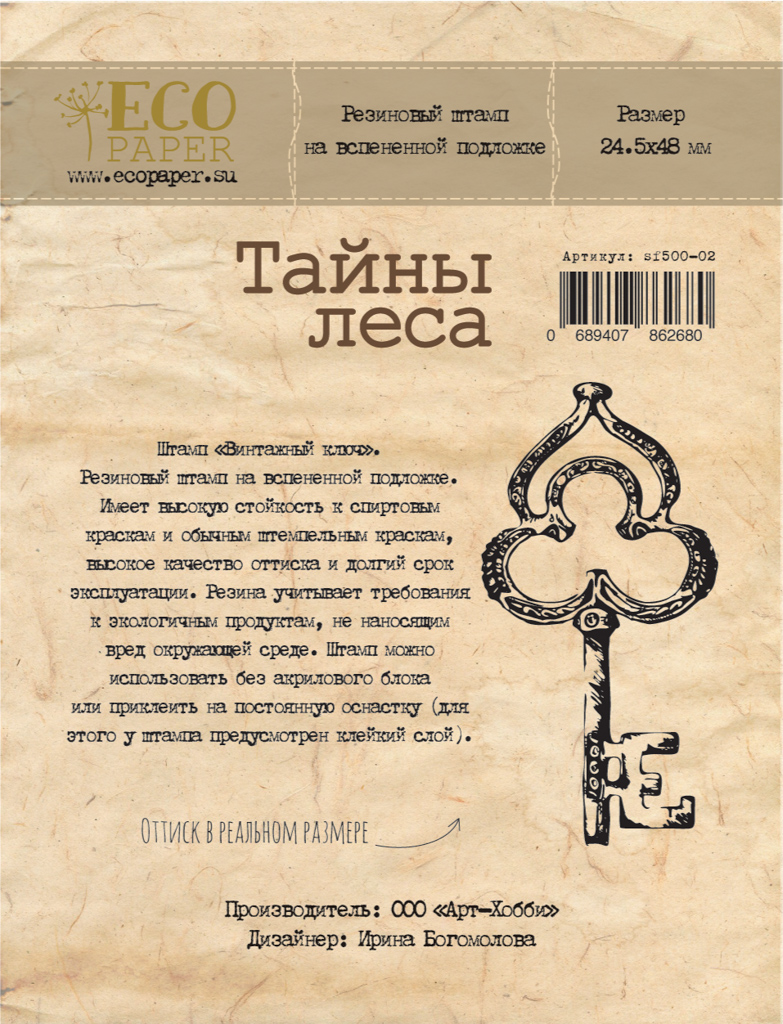 ECO
PAPER
www.ecopaper.su
Резиновый штамп
на вспененной подложке
Размер
24.5х48 мм
Тайны
леса
Артикул: sf500-02
0 689407 862680
Штамп «Винтажный ключ».
Резиновый штамп на вспененной подложке.
Имеет высокую стойкость к спиртовым
краскам и обычным штемпельным краскам,
высокое качество оттиска и долгий срок
эксплуатации. Резина учитывает требования
к экологичным продуктам, не наносящим
вред окружающей среде. Штамп можно
использовать без акрилового блока
или приклеить на постоянную оснастку (для
этого у штампа предусмотрен клейкий слой).
Оттиск в реальном размере
Производитель: ООО «Арт-Хобби»
Дизайнер: Ирина Богомолова